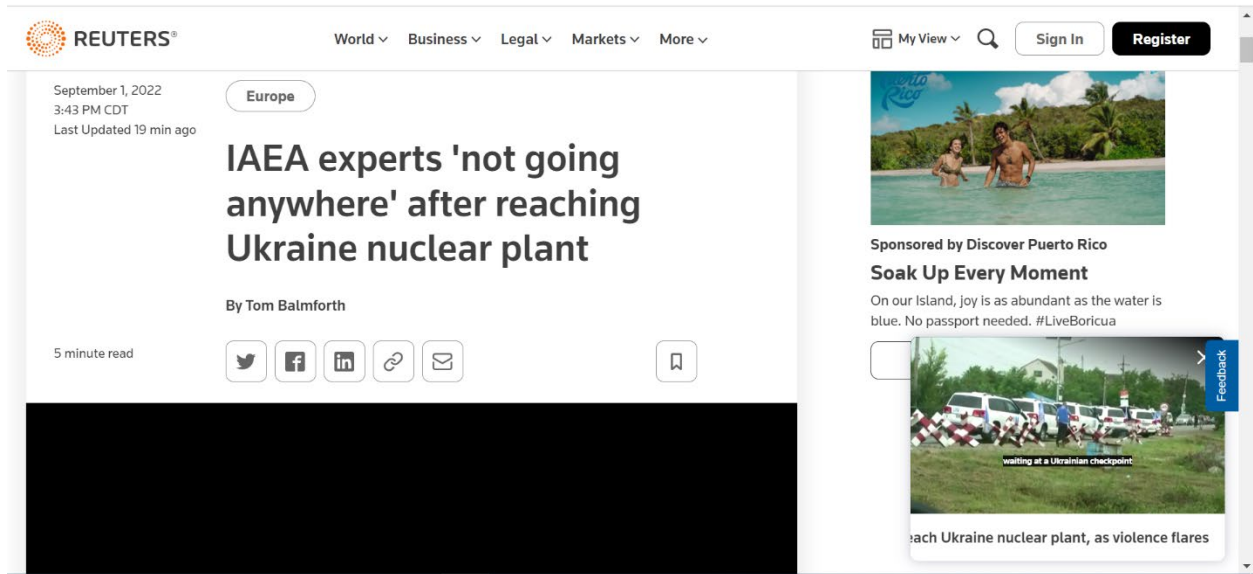 REUTERS®
World Business Legal Markets More
My View
Sign In
Register
September 1, 2022
3:43 PM CDT
Last Updated 19 min ago
Europe
IAEA experts 'not going
anywhere' after reaching
Ukraine nuclear plant
By Tom Balmforth
5 minute read
Puerto
Rico
Sponsored by Discover Puerto Rico
Soak Up Every Moment
On our Island, joy is as abundant as the water is
blue. No passport needed. #LiveBoricua
Feedback
waiting at a Ukrainian checkpoint
each Ukraine nuclear plant, as violence flares